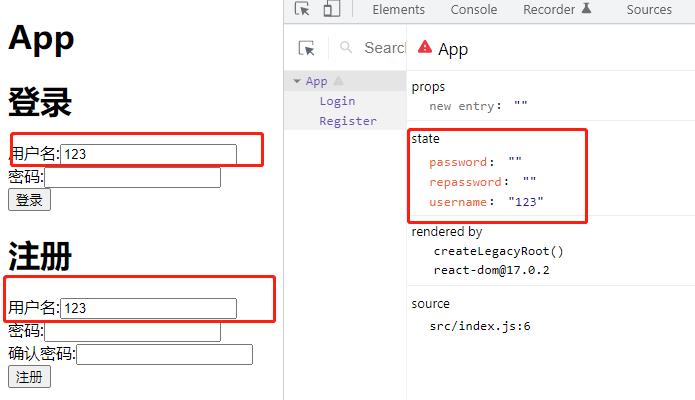 App
登录
用户名:123
密码:
登录
注册
用户名:123
密码:
确认密码:
注册
Elements Console Recorder Sources
Search
App
Login
Register
App
props
new entry: ""
state
password: ""
repassword: ""
username: "123"
rendered by
createLegacyRoot()
react-dom@17.0.2
source
src/index.js:6